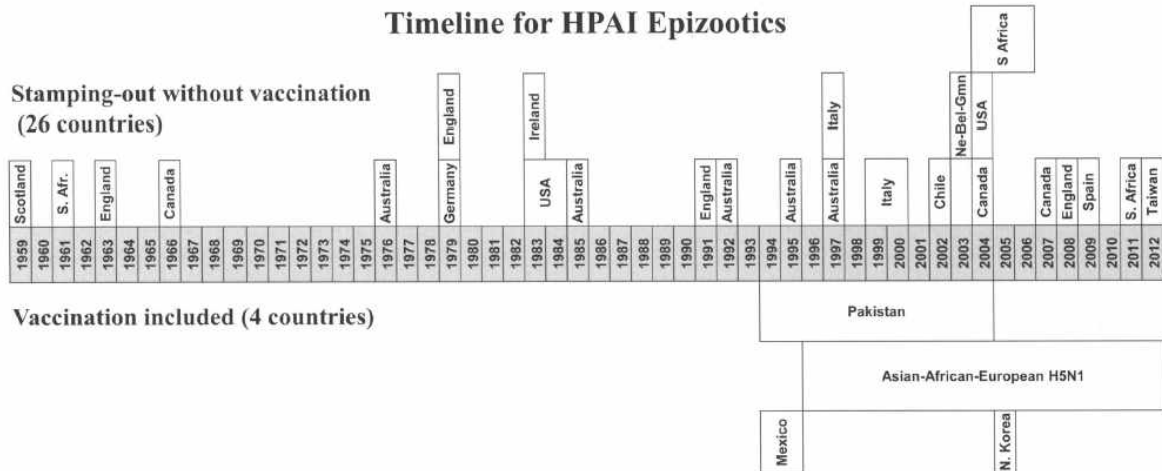 Timeline for HPAI Epizootics
Stamping-out without vaccination
(26 countries)
S Africa
England
Ireland
Italy
Ne-Bel-Gmn
USA
Scotland
S. Afr.
England
Canada
Australia
Germany
USA
Australia
England
Australia
Australia
Australia
Italy
Chile
Canada
Canada
England
Spain
S. Africa
Taiwan
1959 1960 1961 1962 1963 1964 1965 1966 1967 1968 1969 1970 1971 1972 1973 1974 1975 1976 1977 1978 1979 1980 1981 1982 1983 1984 1985 1986 1987 1988 1989 1990 1991 1992 1993 1994 1995 1996 1997 1998 1999 2000 2001 2002 2003 2004 2005 2006 2007 2008 2009 2010 2011 2012
Vaccination included (4 countries)
Pakistan
Asian-African-European H5N1
Mexico
N. Korea